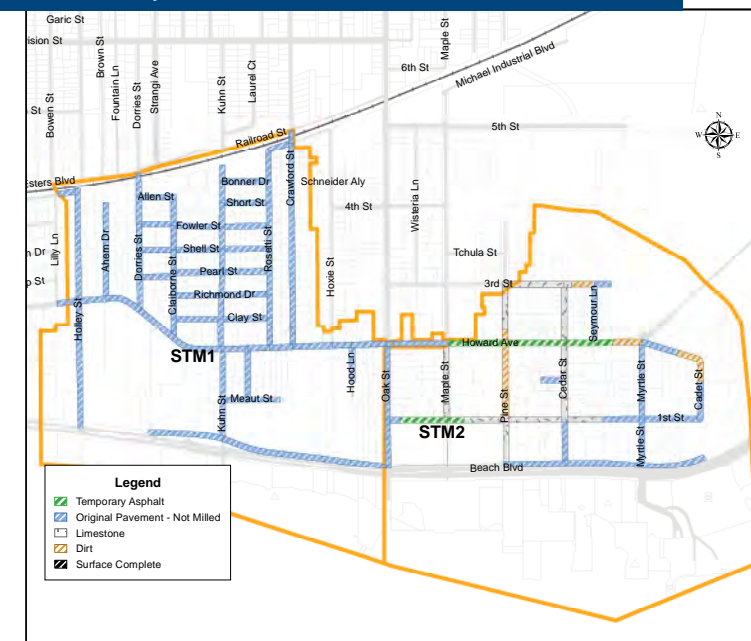 Garic St
ision St
Brown St
Fountain Ln
Dorries St
Strangi Ave
Kuhn St
Laurel Ct
Maple St
6th St
Michael Industrial Blvd
h St
Bowen St
Railroad St
5th St
N
W
E
S
sters Blvd
Bonner Dr
Crawford St
Schneider Aly
Allen St
Short St
4th St
Wisteria Ln
Fowler St
Lilly Ln
n Dr
Ahern Dr
Dorries St
Shell St
Rosetti St
Tchula St
Claiborne St
Pearl St
Hoxie St
p St
3rd St
Richmond Dr
Seymour Ln
Holley St
Clay St
Howard Ave
STM1
Hood Ln
Oak St
Maple St
Pine St
Cedar St
Myrtle St
Cadet St
Kuhn St
Meaut St
1st St
STM2
Myrtle St
Beach Blvd
Legend
Temporary Asphalt
Original Pavement - Not Milled
Limestone
Dirt
Surface Complete